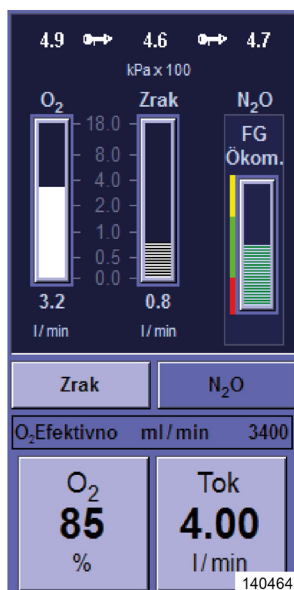 4.9 4.6 4.7
kPa x 100
O₂ Zrak N₂O
FG
Ökom.
18.0
8.0
4.0
2.0
1.0
0.5
0.0
3.2 0.8
l/min l/min
Zrak N₂O
O₂Efektivno ml/min 3400
O₂ Tok
85 4.00
% l/min
140464